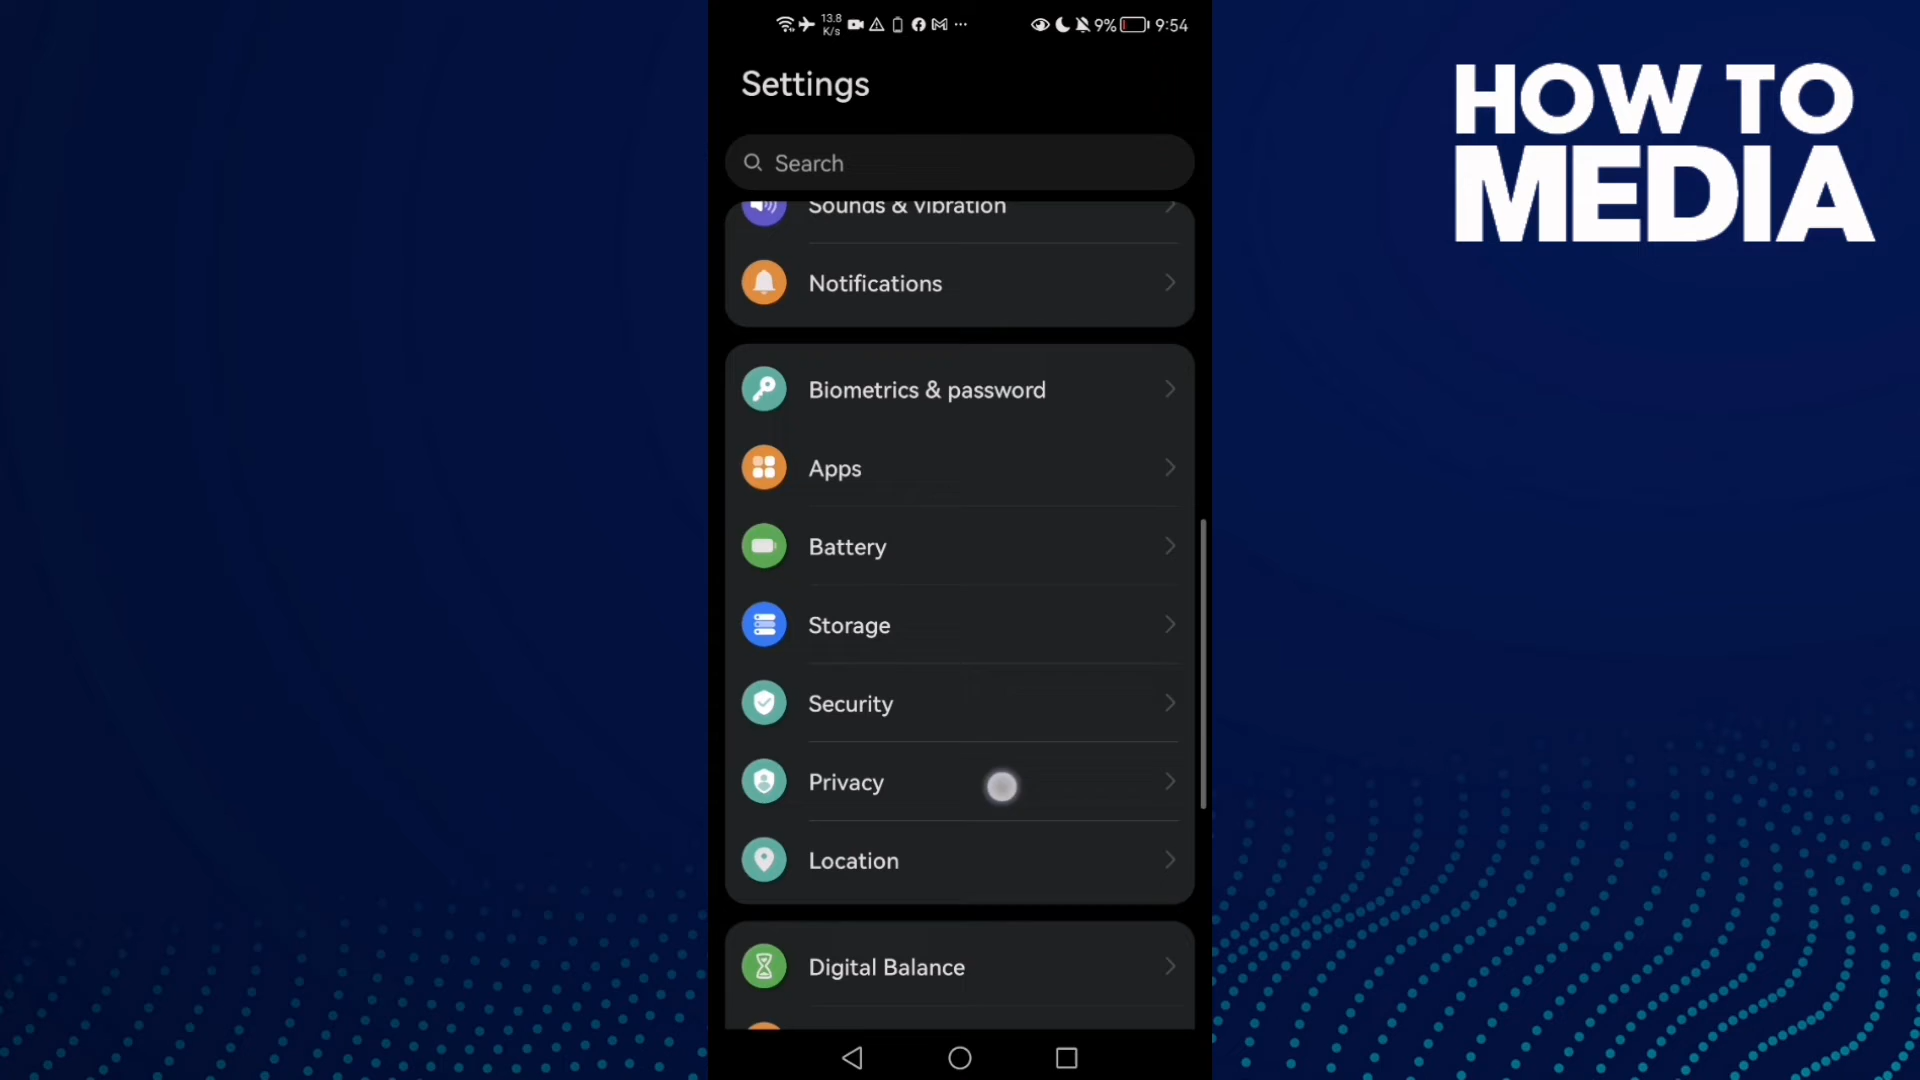 13.8
K/s
9%
9:54
Settings
HOW TO
MEDIA
Search
Sounds & vibration
Notifications
Biometrics & password
Apps
Battery
Storage
Security
Privacy
Location
Digital Balance